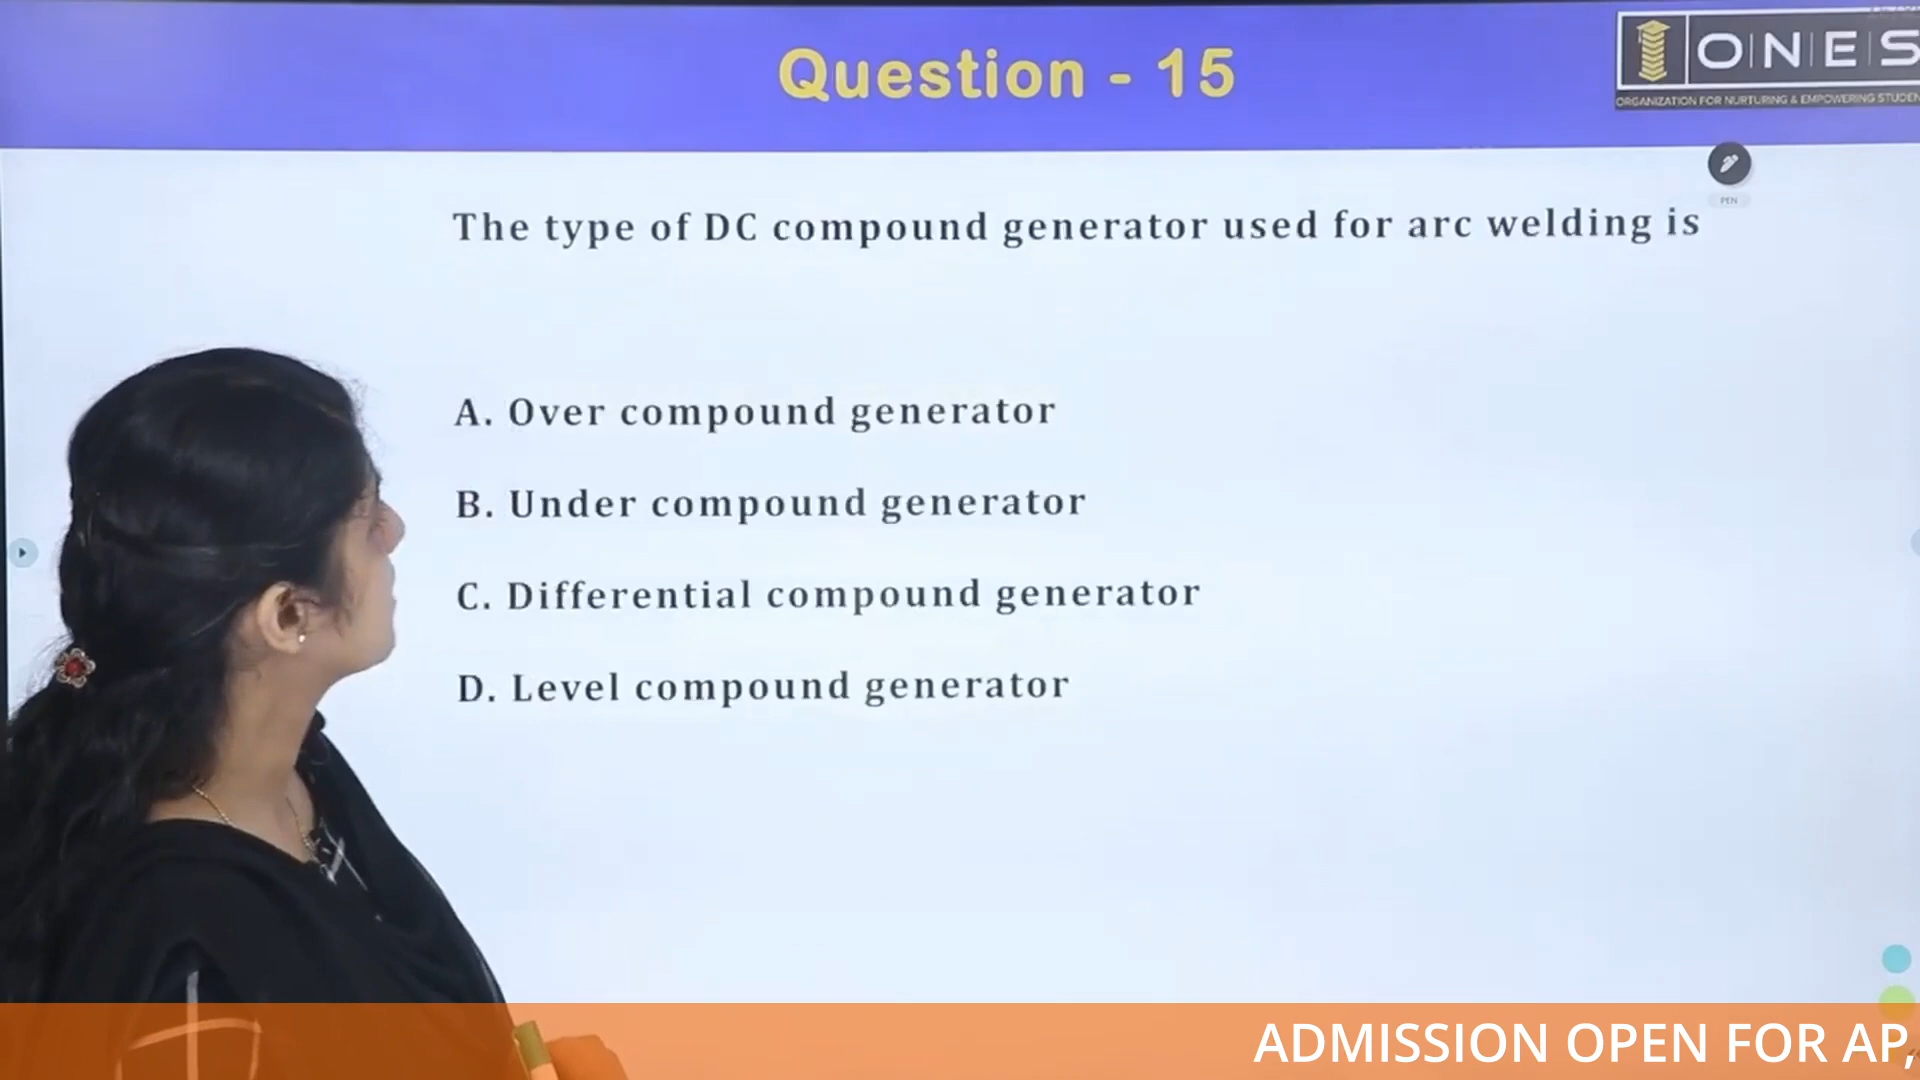 Question - 15
O|N|E|S
ORGANIZATION FOR NURTURING & EMPOWERING STUDEN
PEN
The type of DC compound generator used for arc welding is
A. Over compound generator
B. Under compound generator
C. Differential compound generator
D. Level compound generator
ADMISSION OPEN FOR AP,